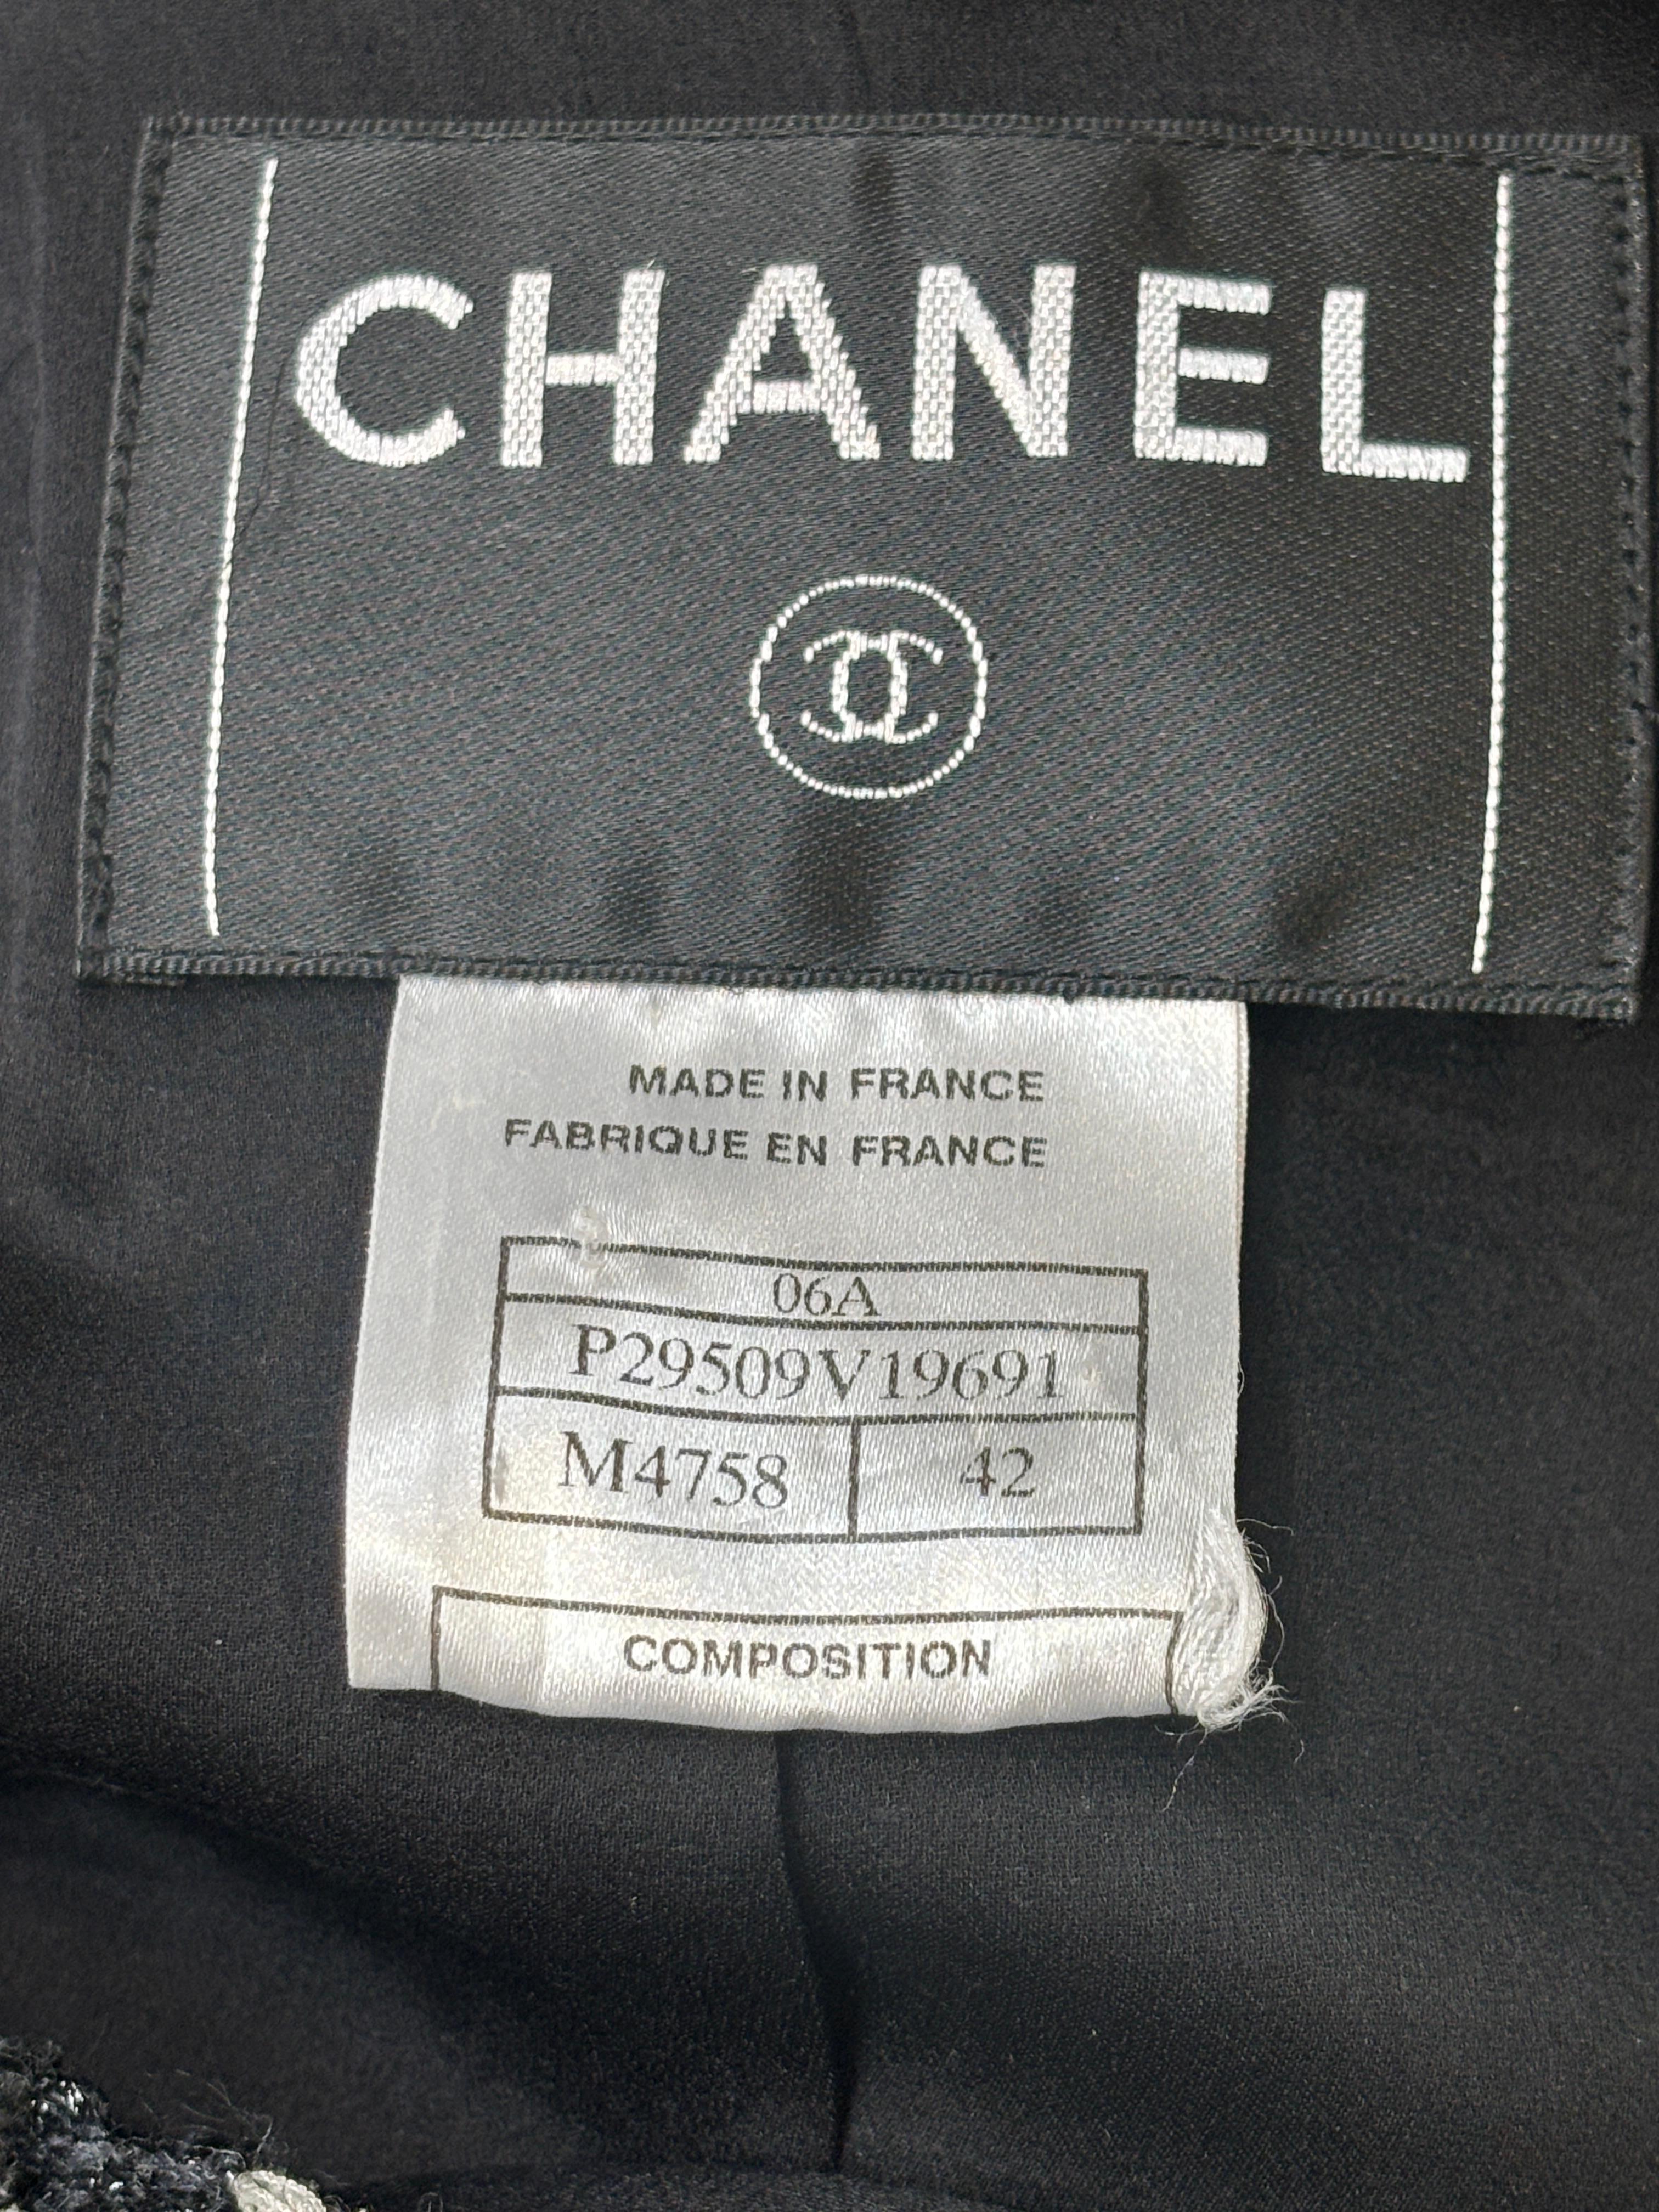 CHANEL
MADE IN FRANCE
FABRIQUE EN FRANCE
06A
P29509V19691
M4758 42
COMPOSITION